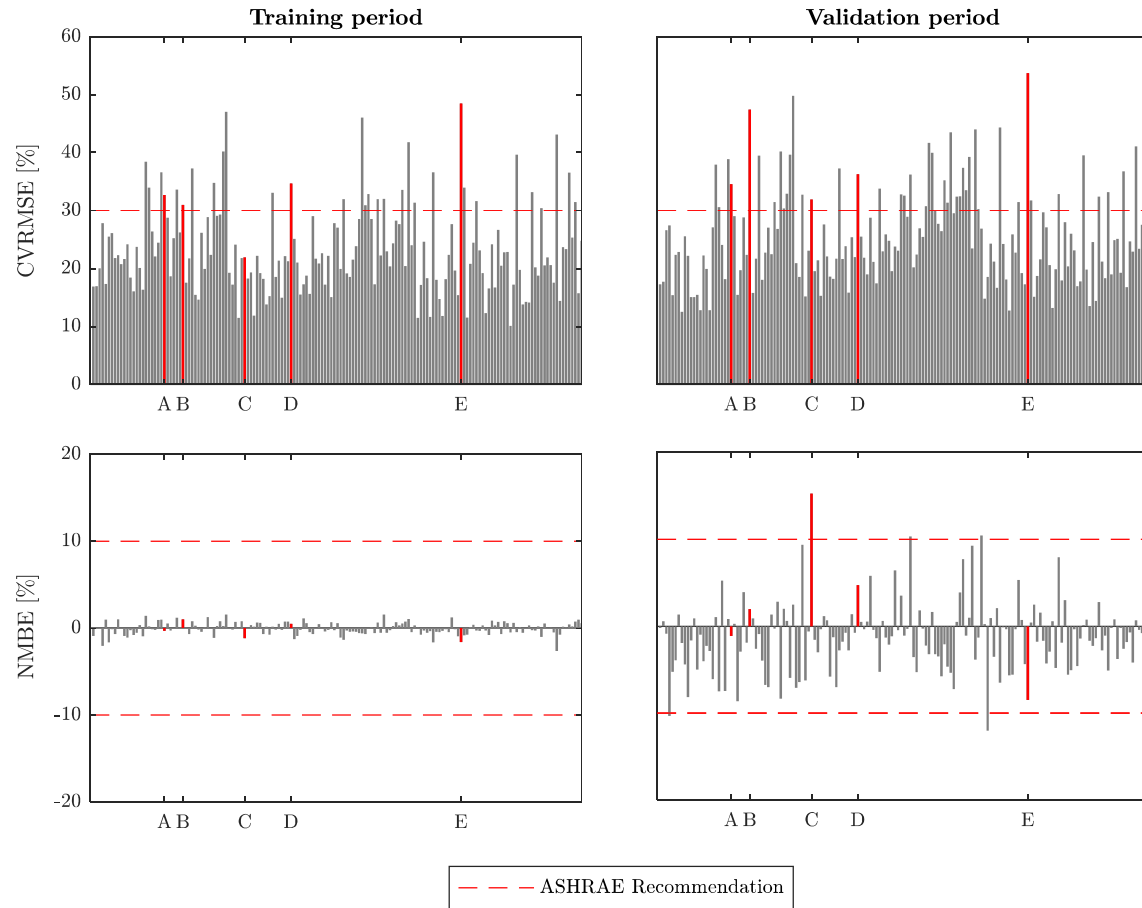 Training period
Validation period
CVRMSE [%]
60
50
40
30
20
10
0
A B C D E
A B C D E
NMBE [%]
20
10
0
-10
-20
A B C D E
A B C D E
ASHRAE Recommendation